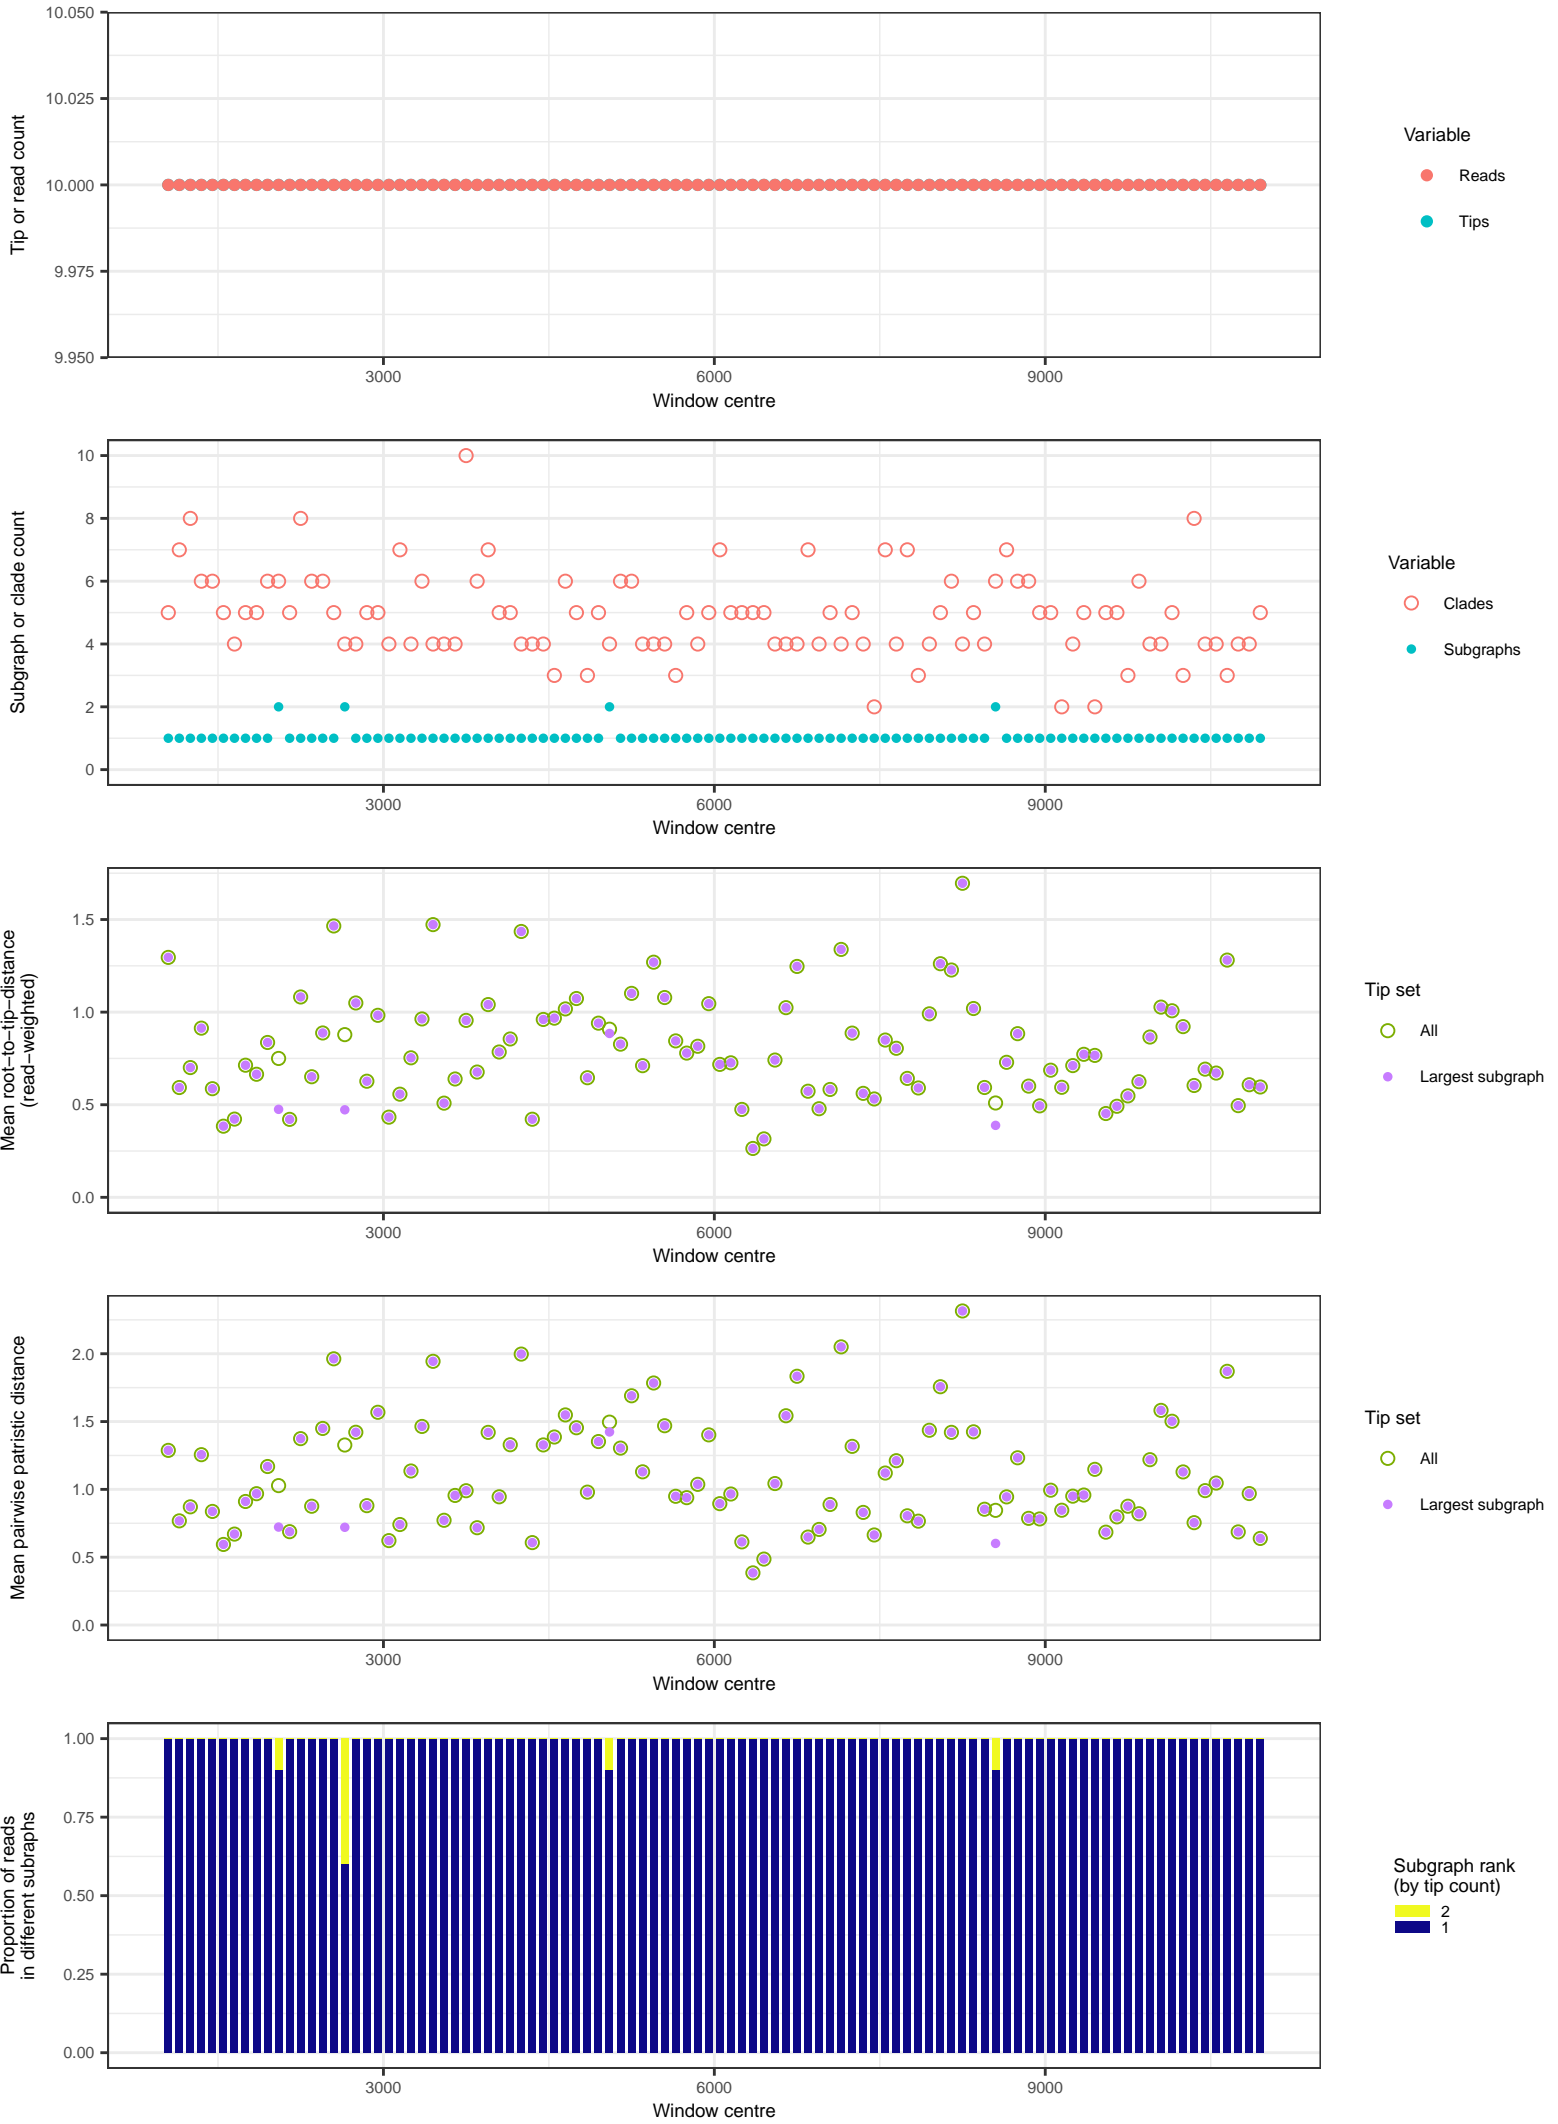 10.050
10.025
10.000
9.975
9.950
Tip or read count
3000
6000
9000
Window centre
Variable
Reads
Tips
10
8
6
4
2
0
Subgraph or clade count
3000
6000
9000
Window centre
Variable
Clades
Subgraphs
1.5
1.0
0.5
0.0
Mean root−to−tip−distance
(read−weighted)
3000
6000
9000
Window centre
Tip set
All
Largest subgraph
2.0
1.5
1.0
0.5
0.0
Mean pairwise patristic distance
3000
6000
9000
Window centre
Tip set
All
Largest subgraph
1.00
0.75
0.50
0.25
0.00
Proportion of reads
in different subraphs
3000
6000
9000
Window centre
Subgraph rank
(by tip count)
2
1